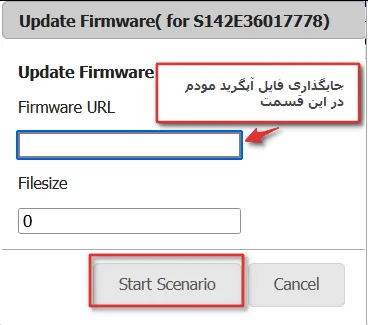 Update Firmware( for S142E36017778)
Update Firmware
جایگذاری فایل آپگرید مودم
در این قسمت
Firmware URL
Filesize
0
Start Scenario
Cancel